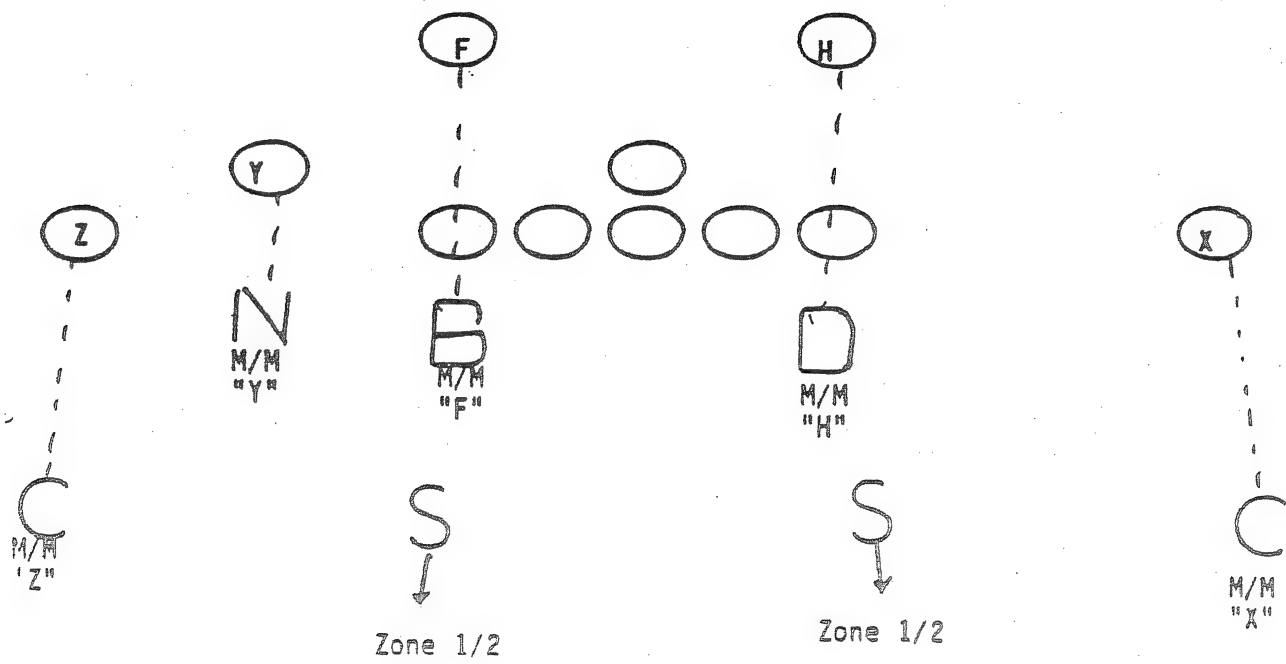 F H
Y
Z X
N B D
M/M
"Y"
M/M
"F"
M/M
"H"
C S S C
M/M
'Z"
M/M
"X"
Zone 1/2 Zone 1/2